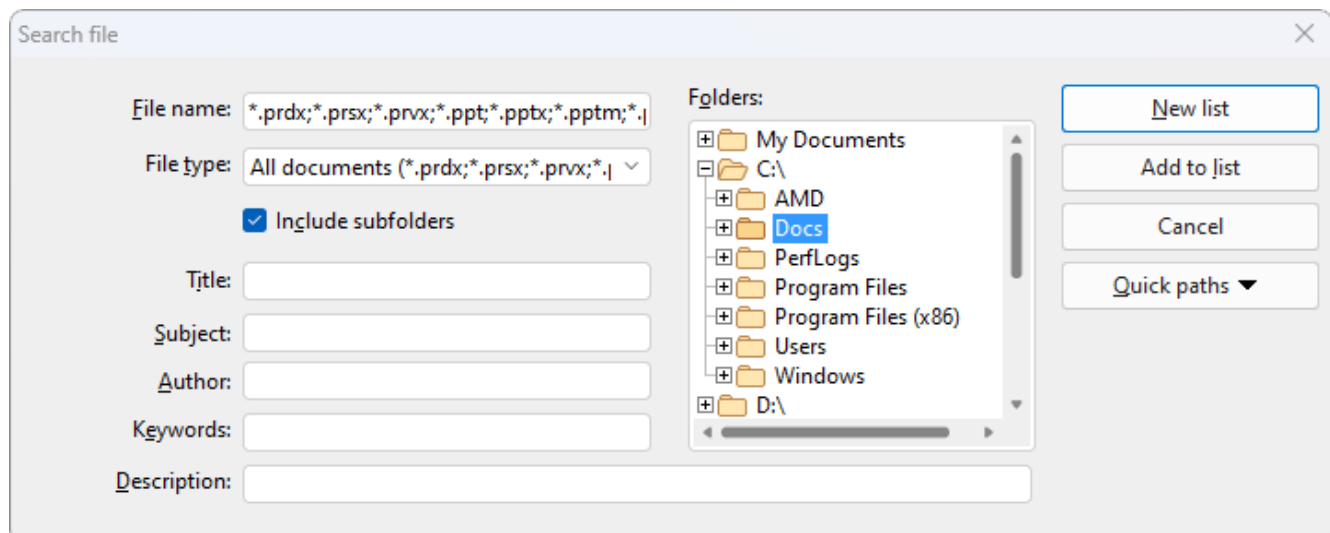 Search file
File name: *.prdx;*.prsx;*.prvx;*.ppt;*.pptx;*.pptm;*.p
File type: All documents (*.prdx;*.prsx;*.prvx;*.p
Include subfolders
Title:
Subject:
Author:
Keywords:
Description:
Folders:
My Documents
C:\
AMD
Docs
PerfLogs
Program Files
Program Files (x86)
Users
Windows
D:\
New list
Add to list
Cancel
Quick paths